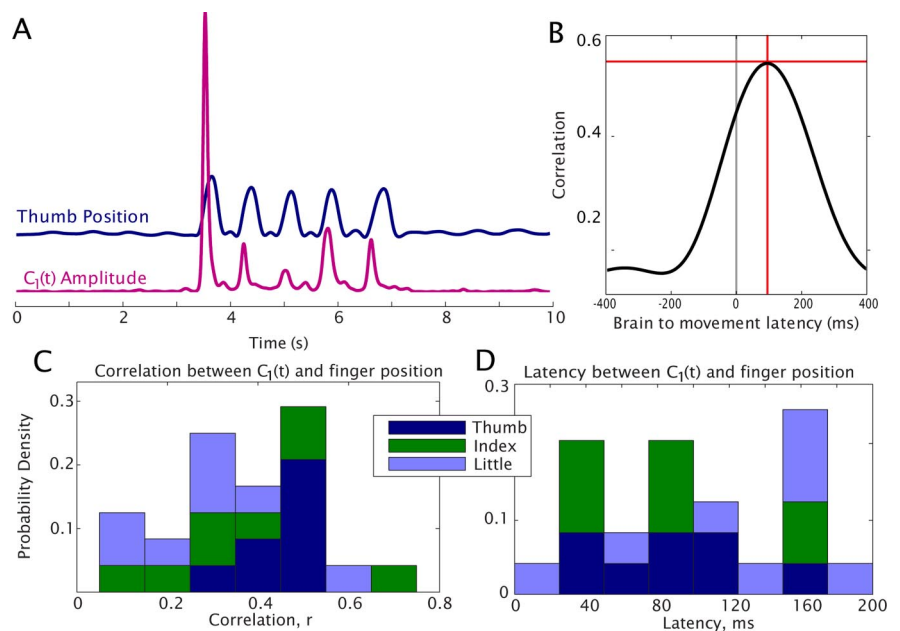 A
Thumb Position
C₁(t) Amplitude
0 2 4 6 8 10
Time (s)
B
0.6
0.4
0.2
Correlation
-400 -200 0 200 400
Brain to movement latency (ms)
C
Correlation between C₁(t) and finger position
0.3
0.2
0.1
Probability Density
0 0.2 0.4 0.6 0.8
Correlation, r
Thumb
Index
Little
D
Latency between C₁(t) and finger position
0.3
0.1
0
0 40 80 120 160 200
Latency, ms